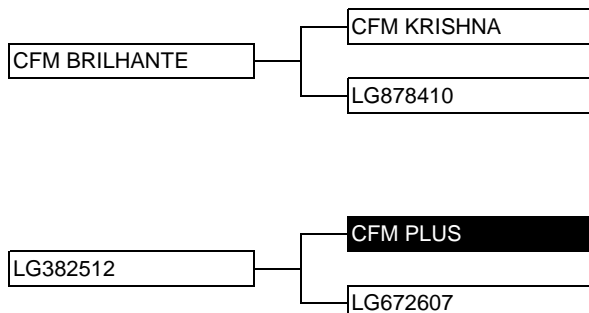 CFM KRISHNA
CFM BRILHANTE
LG878410
CFM PLUS
LG382512
LG672607